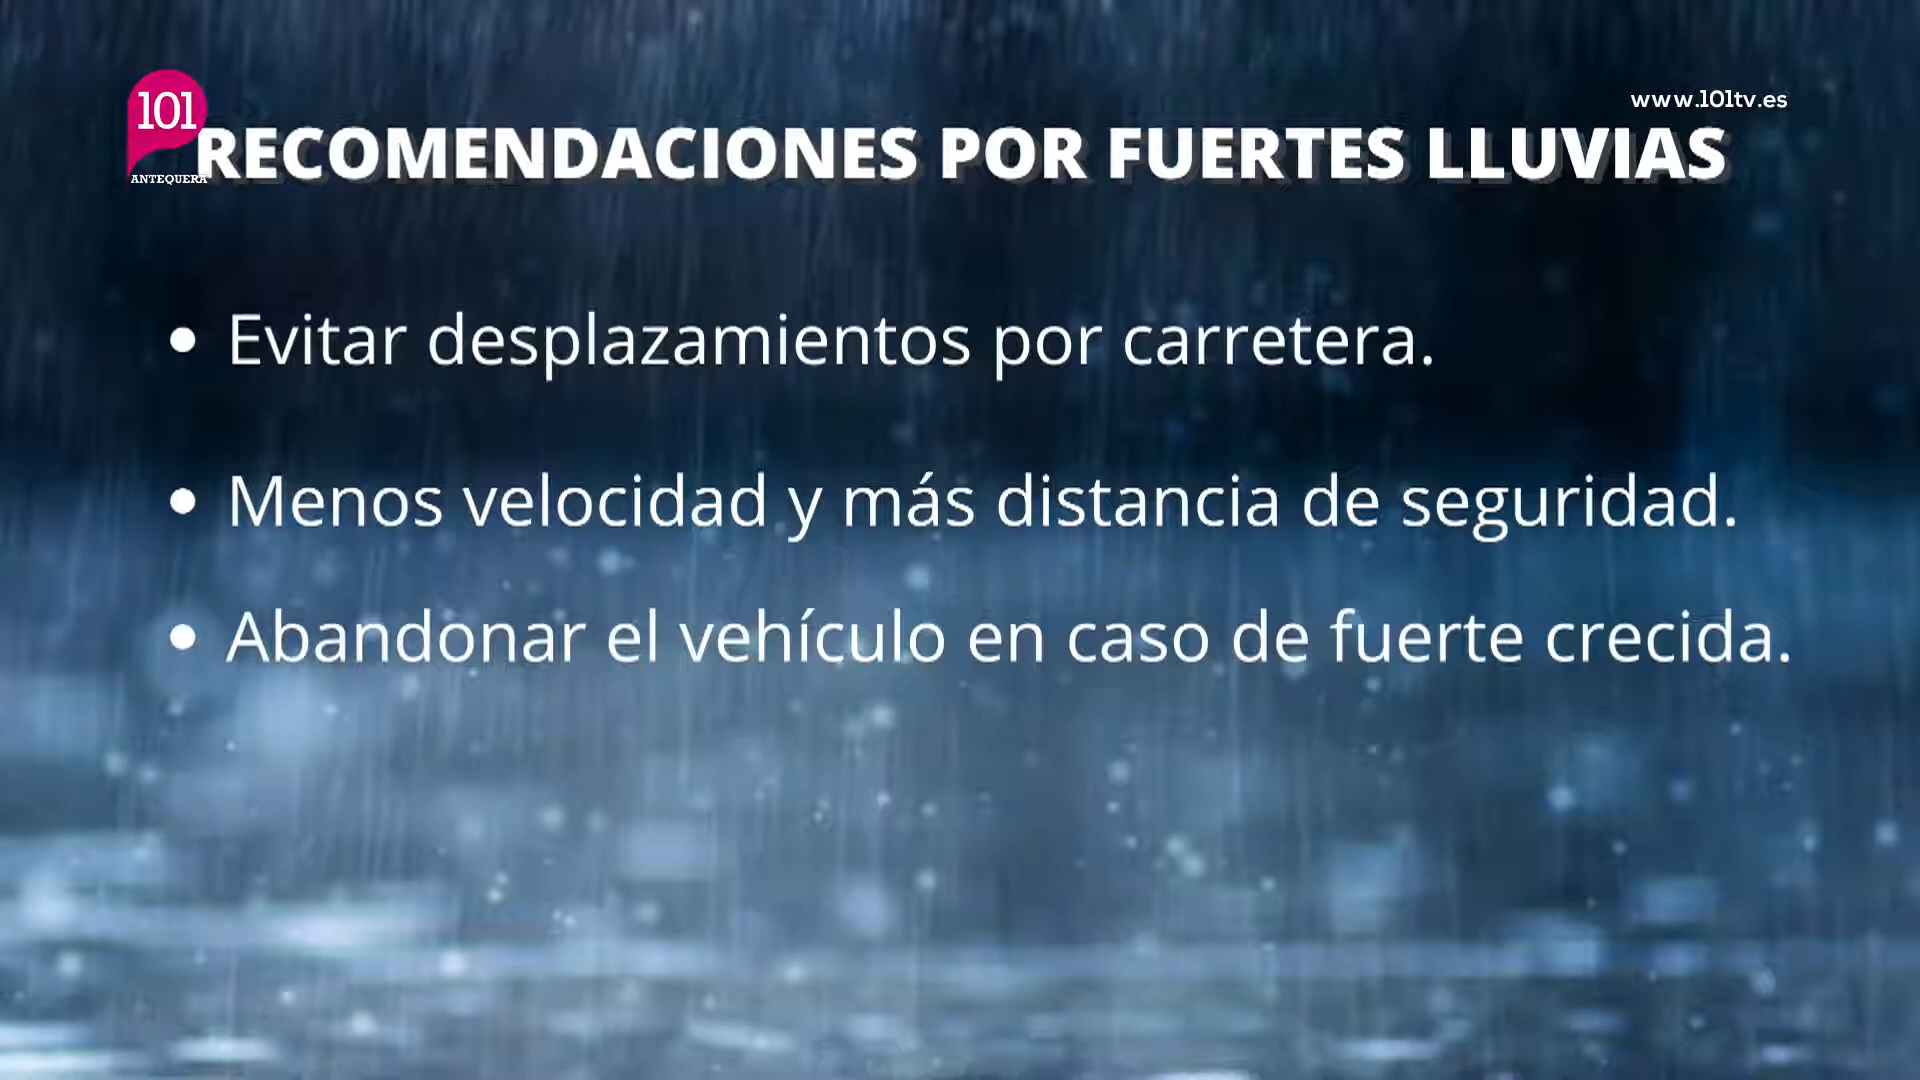 101
ANTEQUERA
www.101tv.es
RECOMENDACIONES POR FUERTES LLUVIAS
• Evitar desplazamientos por carretera.
• Menos velocidad y más distancia de seguridad.
• Abandonar el vehículo en caso de fuerte crecida.